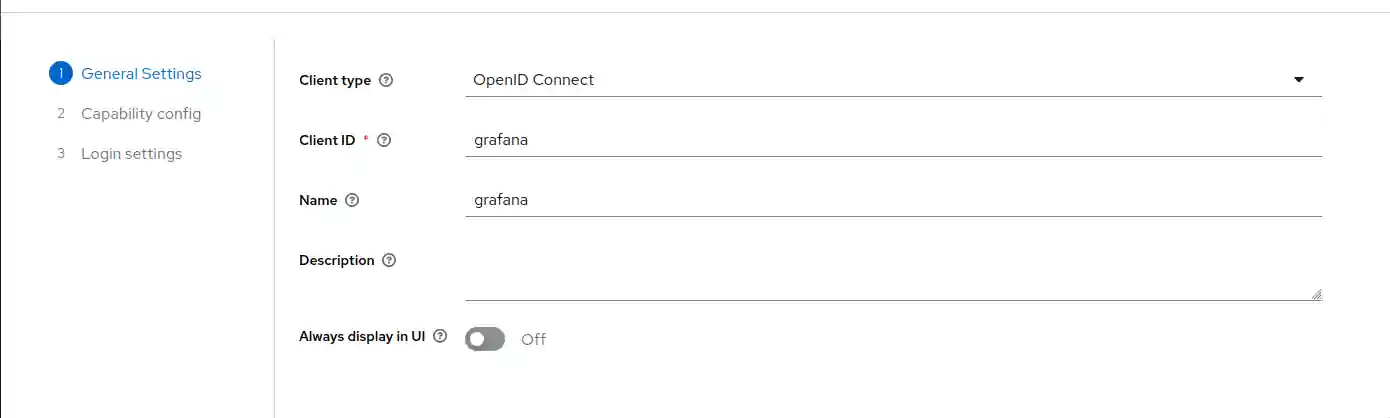 1 General Settings
2 Capability config
3 Login settings
Client type
OpenID Connect
Client ID *
grafana
Name
grafana
Description
Always display in UI
Off